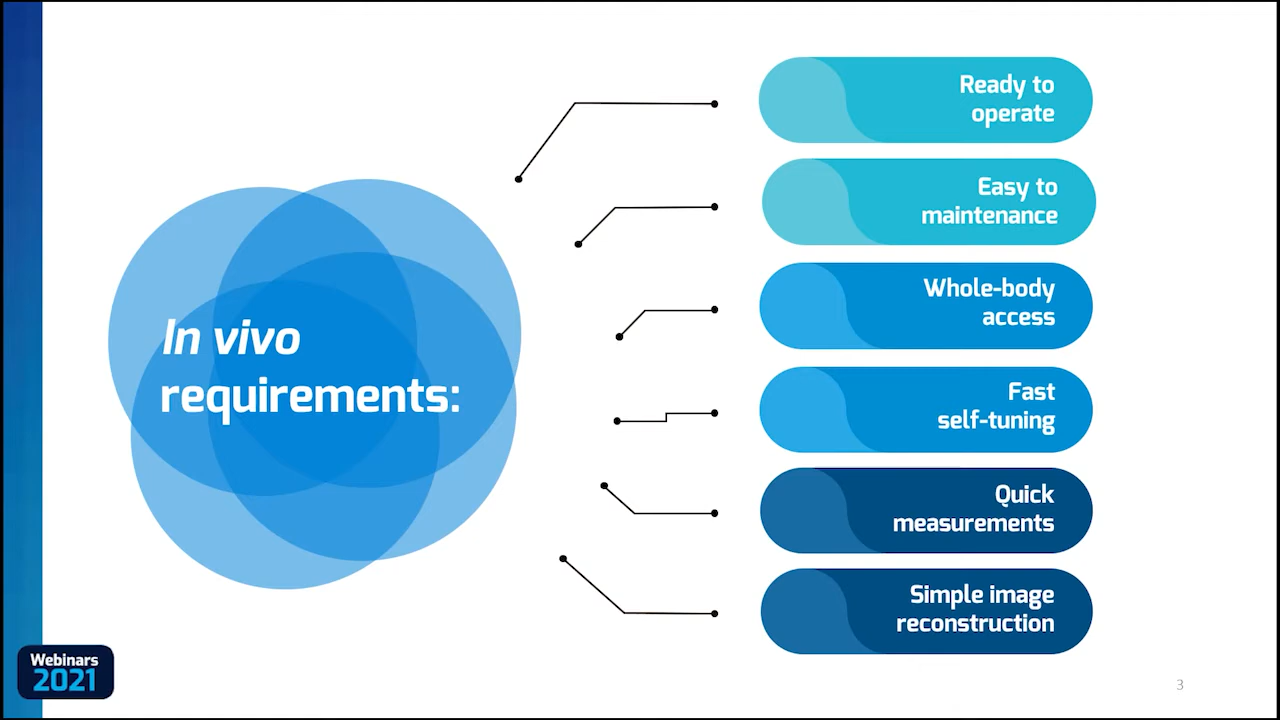 In vivo
requirements:
Ready to
operate
Easy to
maintenance
Whole-body
access
Fast
self-tuning
Quick
measurements
Simple image
reconstruction
Webinars
2021
3